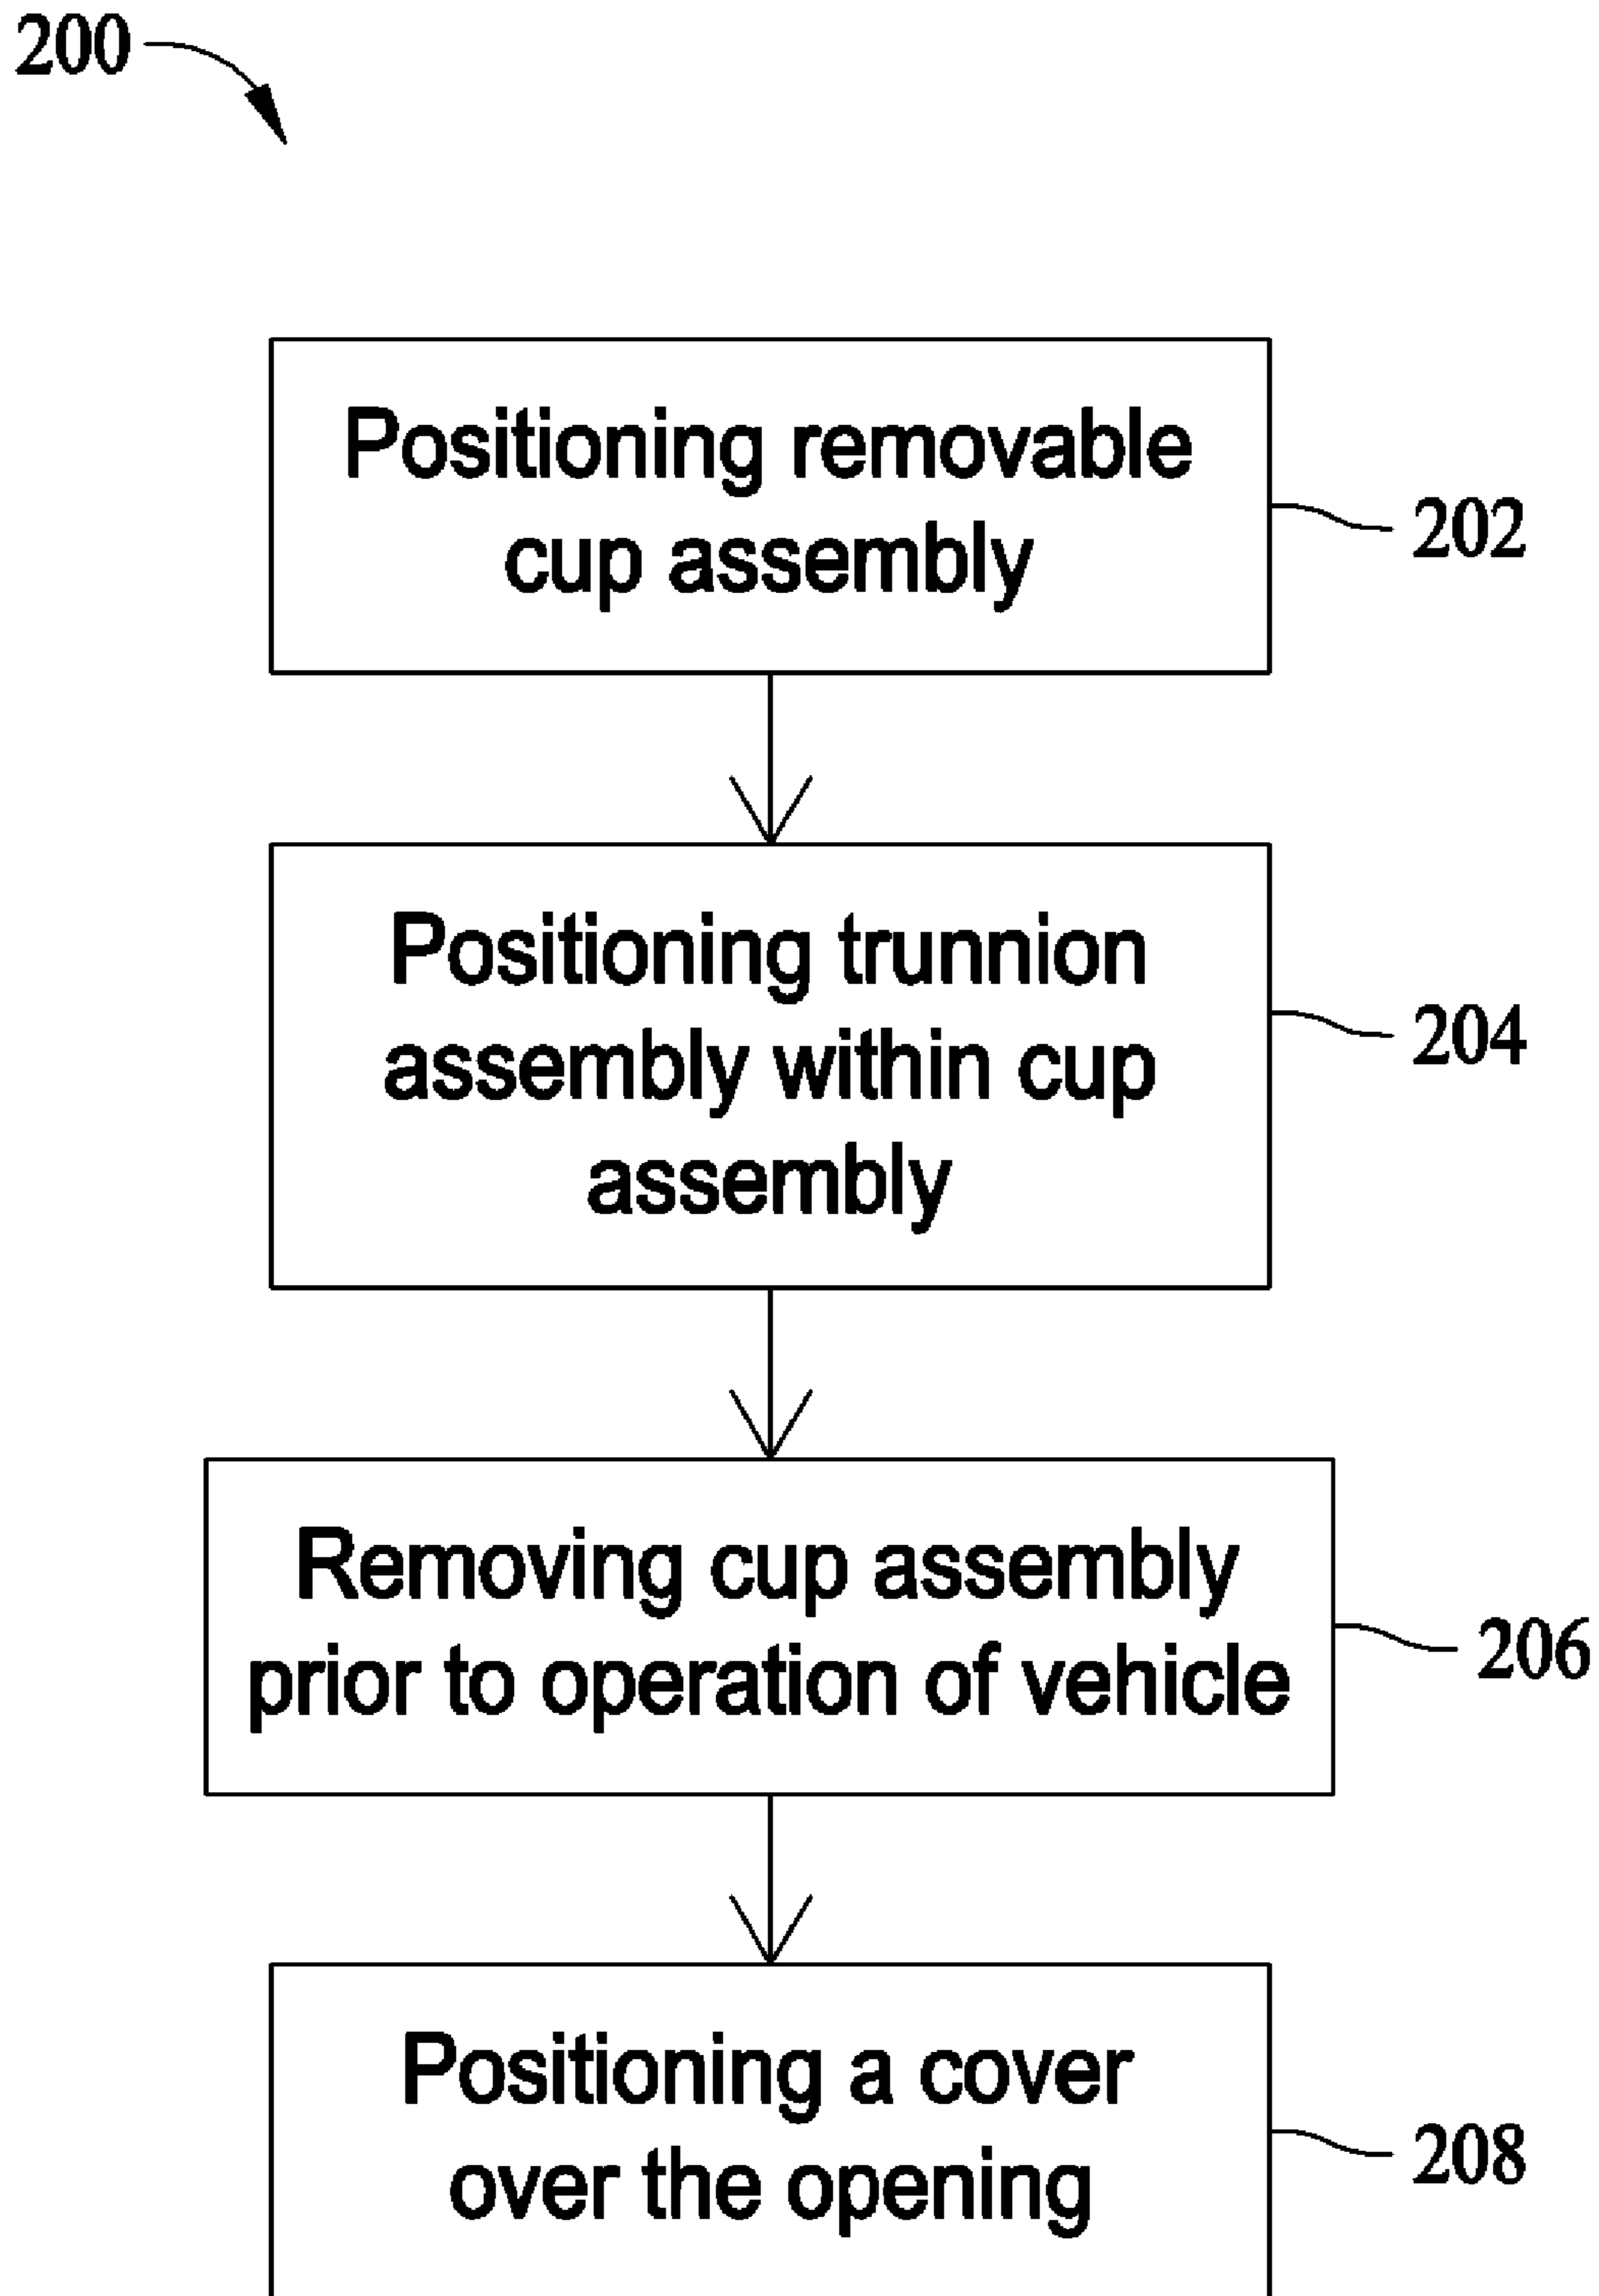 200
Positioning removable
cup assembly
202
Positioning trunnion
assembly within cup
assembly
204
Removing cup assembly
prior to operation of vehicle
206
Positioning a cover
over the opening
208